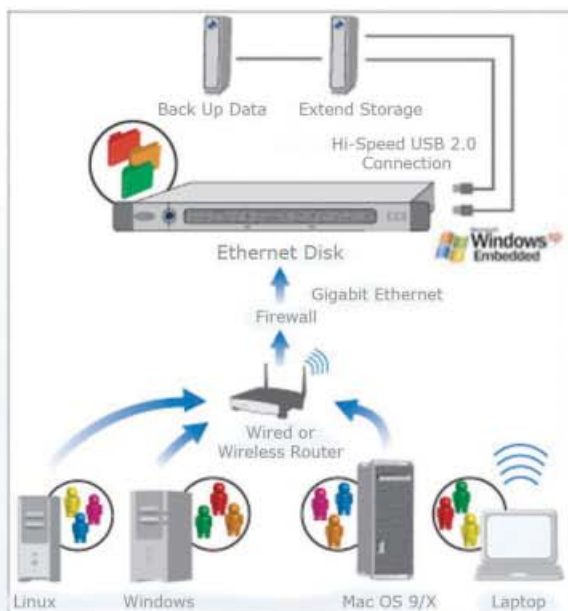 Back Up Data
Extend Storage
Hi-Speed USB 2.0
Connection
Ethernet Disk
Windows xp
Embedded
Gigabit Ethernet
Firewall
Wired or
Wireless Router
Linux
Windows
Mac OS 9/X
Laptop